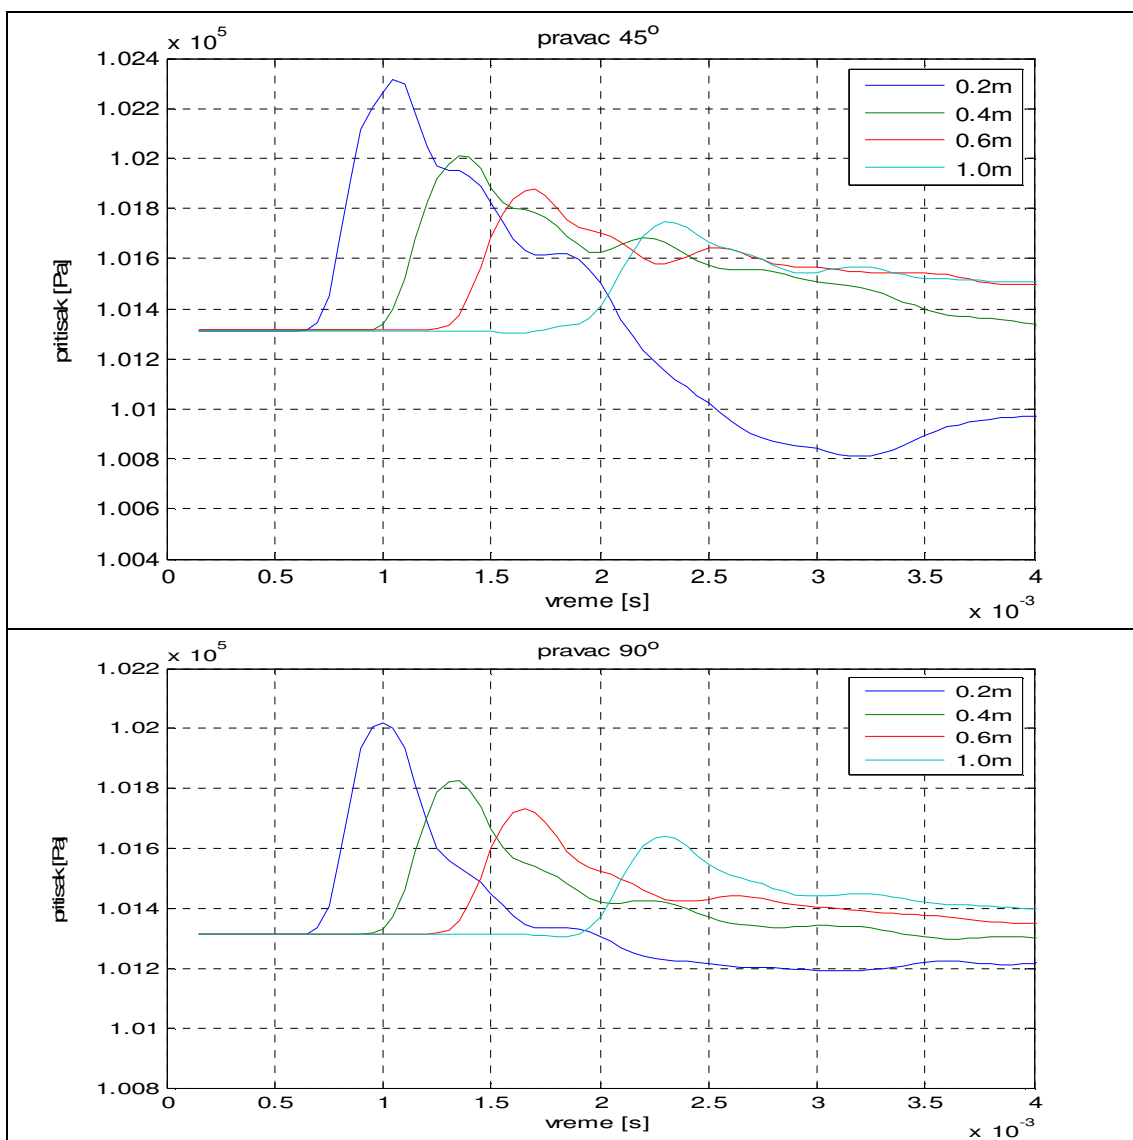 x 10^5
pravac 45°
1.024
1.022
1.02
1.018
1.016
1.014
1.012
1.01
1.008
1.006
1.004
pritisak [Pa]
0.2m
0.4m
0.6m
1.0m
0 0.5 1 1.5 2 2.5 3 3.5 4
vreme [s]
x 10^-3
x 10^5
pravac 90°
1.022
1.02
1.018
1.016
1.014
1.012
1.01
1.008
pritisak [Pa]
0.2m
0.4m
0.6m
1.0m
0 0.5 1 1.5 2 2.5 3 3.5 4
vreme [s]
x 10^-3